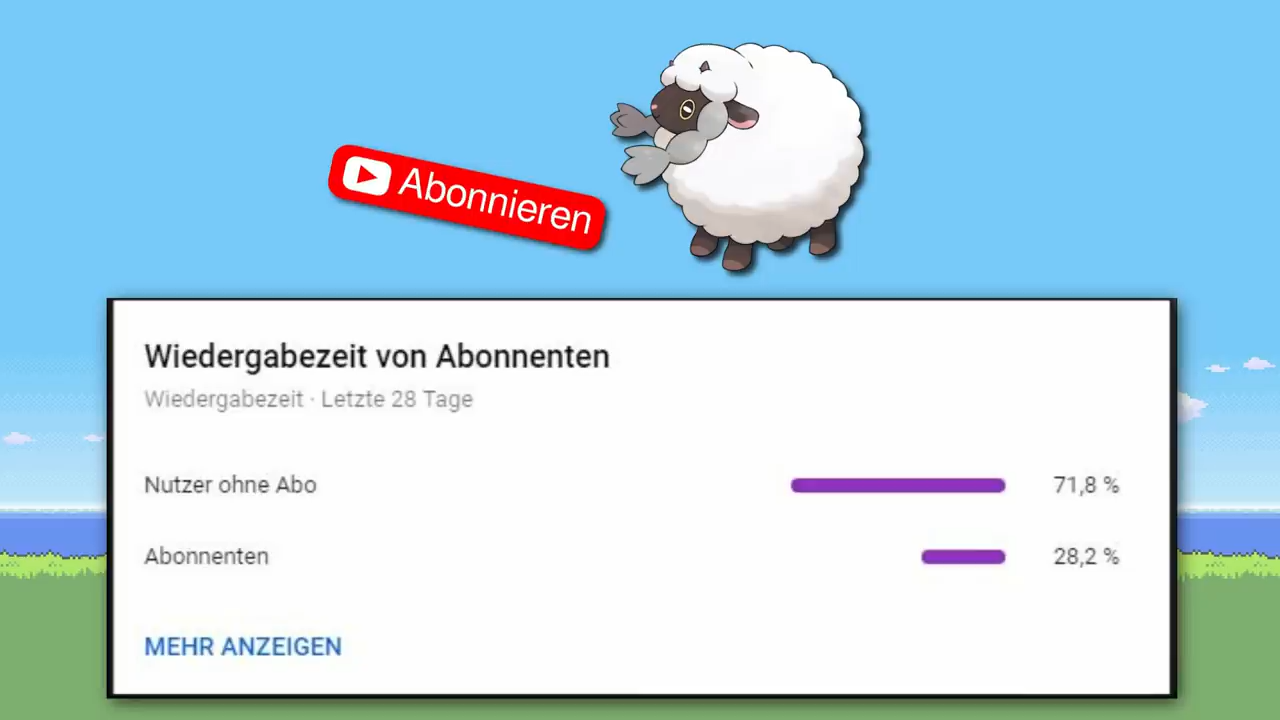 Abonnieren
Wiedergabezeit von Abonnenten
Wiedergabezeit · Letzte 28 Tage
Nutzer ohne Abo 71,8 %
Abonnenten 28,2 %
MEHR ANZEIGEN